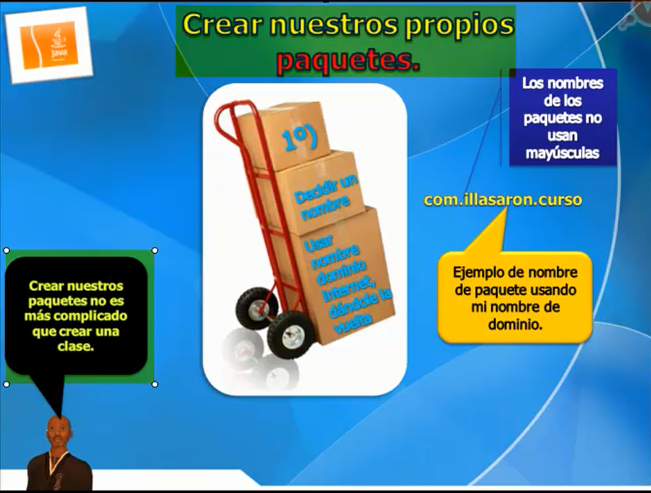 Crear nuestros propios
paquetes.
Java
Los nombres
de los
paquetes no
usan
mayúsculas
1º)
Decidir un
nombre
Usar
nombre
dominio
internet,
dándole la
vuelta
com.illasaron.curso
Ejemplo de nombre
de paquete usando
mi nombre de
dominio.
Crear nuestros
paquetes no es
más complicado
que crear una
clase.